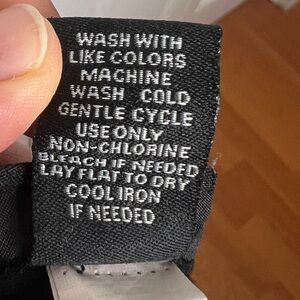 WASH WITH
LIKE COLORS
MACHINE
WASH COLD
GENTLE CYCLE
USE ONLY
NON-CHLORINE
BLEACH IF NEEDED
LAY FLAT TO DRY
COOL IRON
IF NEEDED